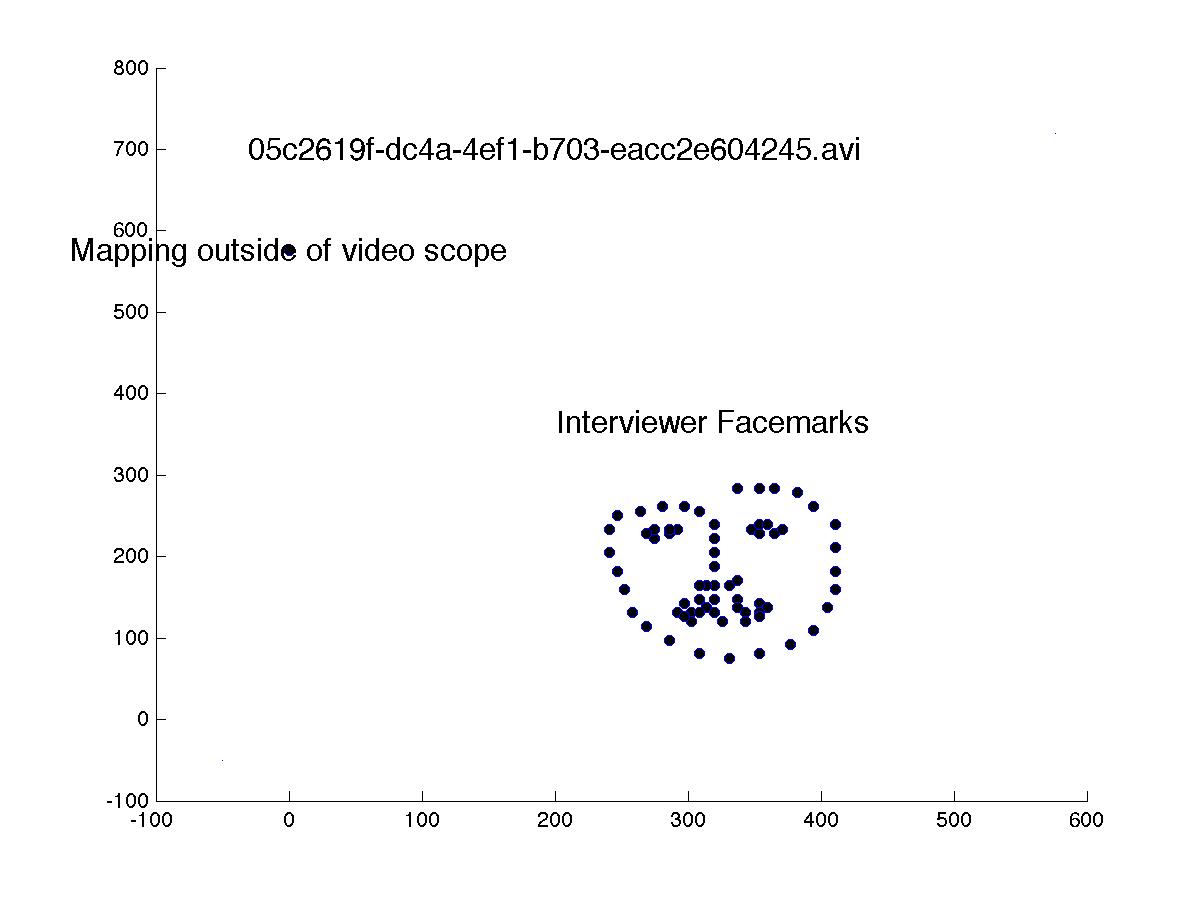 800
700
05c2619f-dc4a-4ef1-b703-eacc2e604245.avi
600
Mapping outside of video scope
500
400
Interviewer Facemarks
300
200
100
0
-100
-100 0 100 200 300 400 500 600